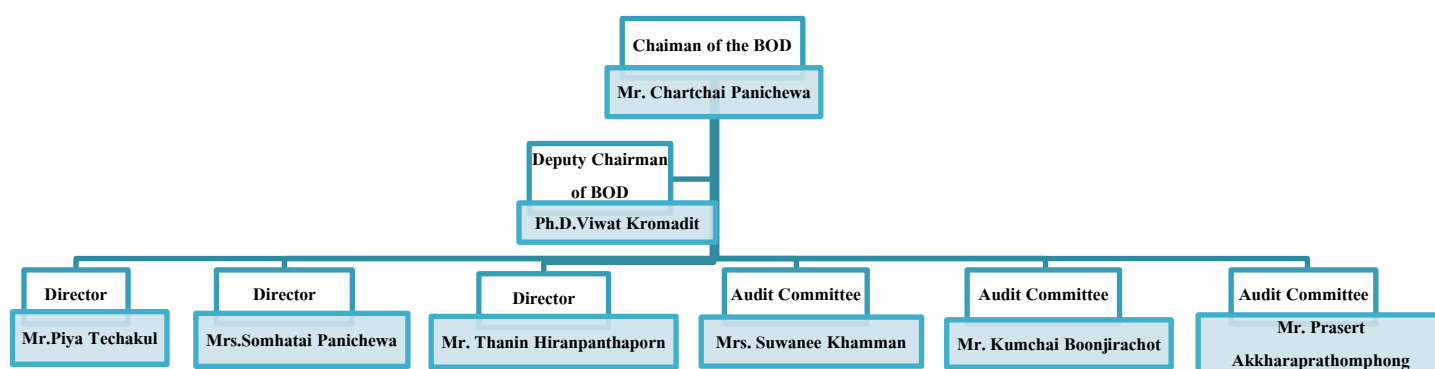 Chaiman of the BOD
Mr. Chartchai Panichewa
Deputy Chairman
of BOD
Ph.D.Viwat Kromadit
Director
Mr.Piya Techakul
Director
Mrs.Somhatai Panichewa
Director
Mr. Thanin Hiranpanthaporn
Audit Committee
Mrs. Suwanee Khamman
Audit Committee
Mr. Kumchai Boonjirachot
Audit Committee
Mr. Prasert
Akkharaprathomphong